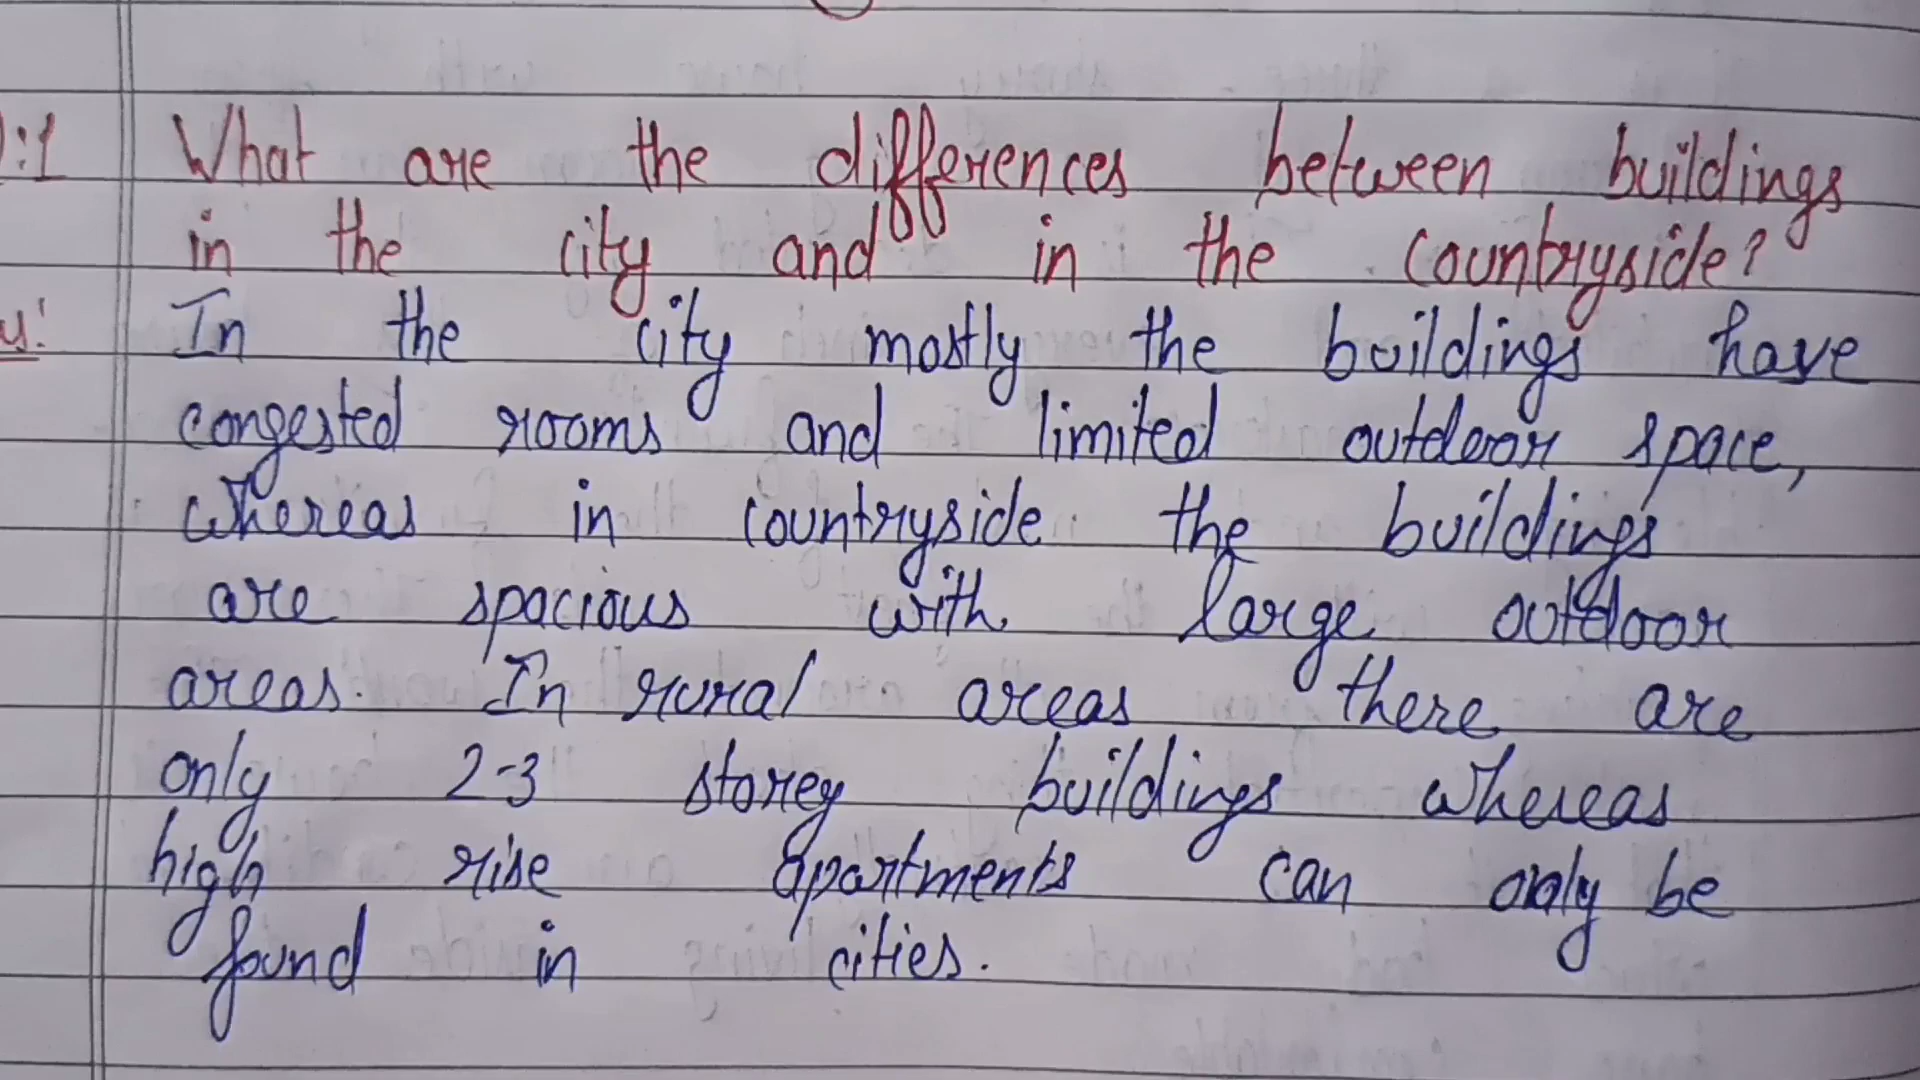 :1 What are the differences between buildings
in the city and in the countryside?
In the city mostly the buildings have
congested rooms and limited outdoor space,
whereas in countryside the buildings
are spacious with large outdoor
areas. In rural areas there are
only 2-3 storey buildings whereas
high rise apartments can only be
found in cities.